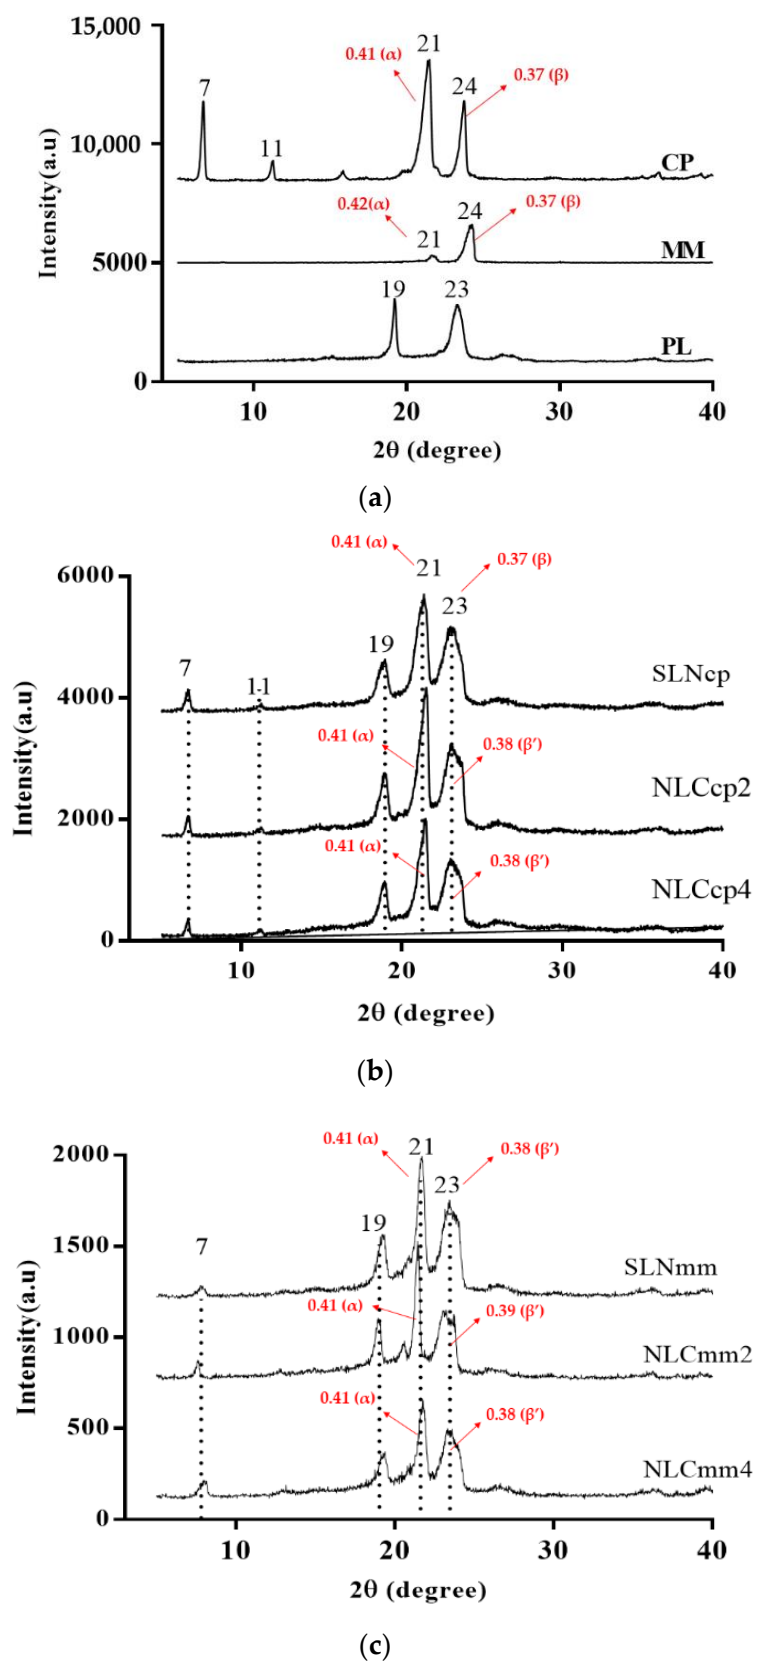 15,000
21
0.41 (α)
0.37 (β)
7
24
10,000
11
CP
Intensity(a.u)
0.42(α)
24
0.37 (β)
21
MM
5000
19
23
PL
0
10
20
30
40
2θ (degree)
(a)
0.41 (α)
0.37 (β)
21
6000
23
19
7
11
SLNcp
4000
Intensity(a.u)
0.41 (α)
0.38 (β′)
NLCcp2
2000
0.41 (α)
0.38 (β′)
NLCcp4
0
10
20
30
40
2θ (degree)
(b)
0.41 (α)
21
0.38 (β′)
2000
23
19
7
1500
SLNmm
Intensity(a.u)
0.41 (α)
0.39 (β′)
1000
NLCmm2
0.41 (α)
0.38 (β′)
500
NLCmm4
0
10
20
30
40
2θ (degree)
(c)